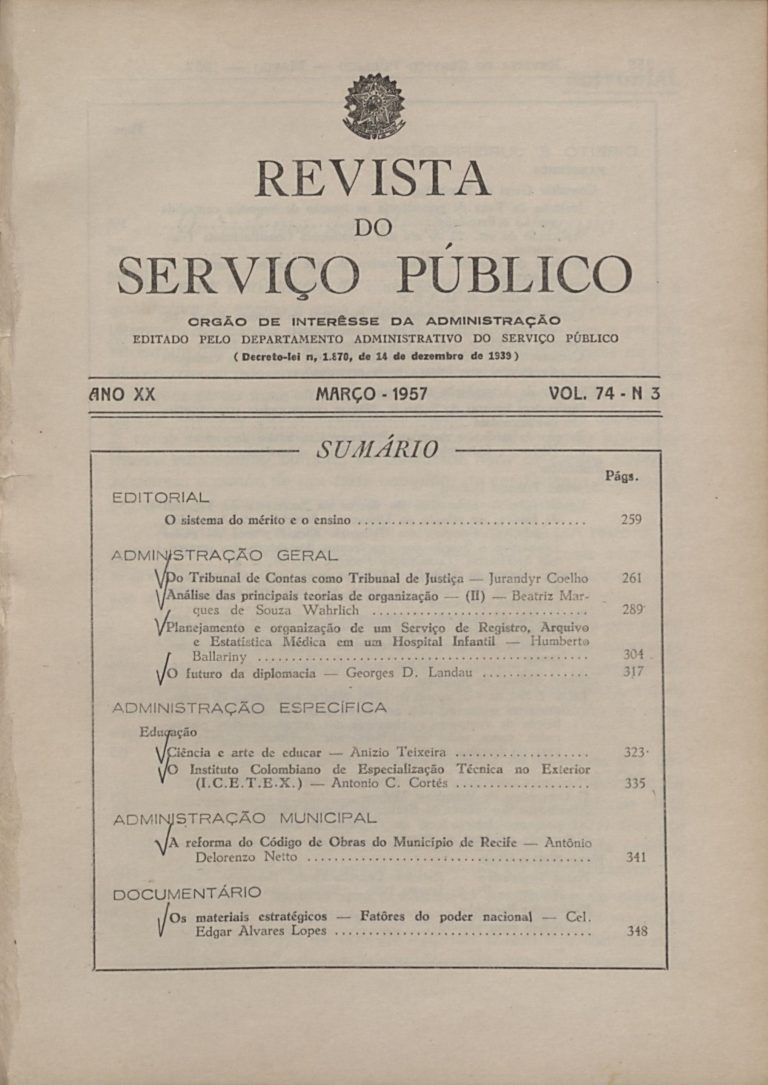 REVISTA
DO
SERVIÇO PÚBLICO
ORGÃO DE INTERÊSSE DA ADMINISTRAÇÃO
EDITADO PELO DEPARTAMENTO ADMINISTRATIVO DO SERVIÇO PÚBLICO
( Decreto-lei n, 1.870, de 14 de dezembro de 1939 )
ANO XX MARÇO - 1957 VOL. 74 - N 3
SUMÁRIO
Págs.
EDITORIAL
O sistema do mérito e o ensino .................................. 259
ADMINISTRAÇÃO GERAL
Do Tribunal de Contas como Tribunal de Justiça — Jurandyr Coelho 261
Análise das principais teorias de organização — (II) — Beatriz Mar-
ques de Souza Wahrlich ................................ 289
Planejamento e organização de um Serviço de Registro, Arquivo
e Estatística Médica em um Hospital Infantil — Humberto
Ballariny ................................................. 304
O futuro da diplomacia — Georges D. Landau ................ 317
ADMINISTRAÇÃO ESPECÍFICA
Educação
Ciência e arte de educar — Anízio Teixeira .................... 323
O Instituto Colombiano de Especialização Técnica no Exterior
(I.C.E.T.E.X.) — Antonio C. Cortés .................... 335
ADMINISTRAÇÃO MUNICIPAL
A reforma do Código de Obras do Município de Recife — Antônio
Delorenzo Netto .......................................... 341
DOCUMENTÁRIO
Os materiais estratégicos — Fatôres do poder nacional — Cel.
Edgar Alvares Lopes ...................................... 348